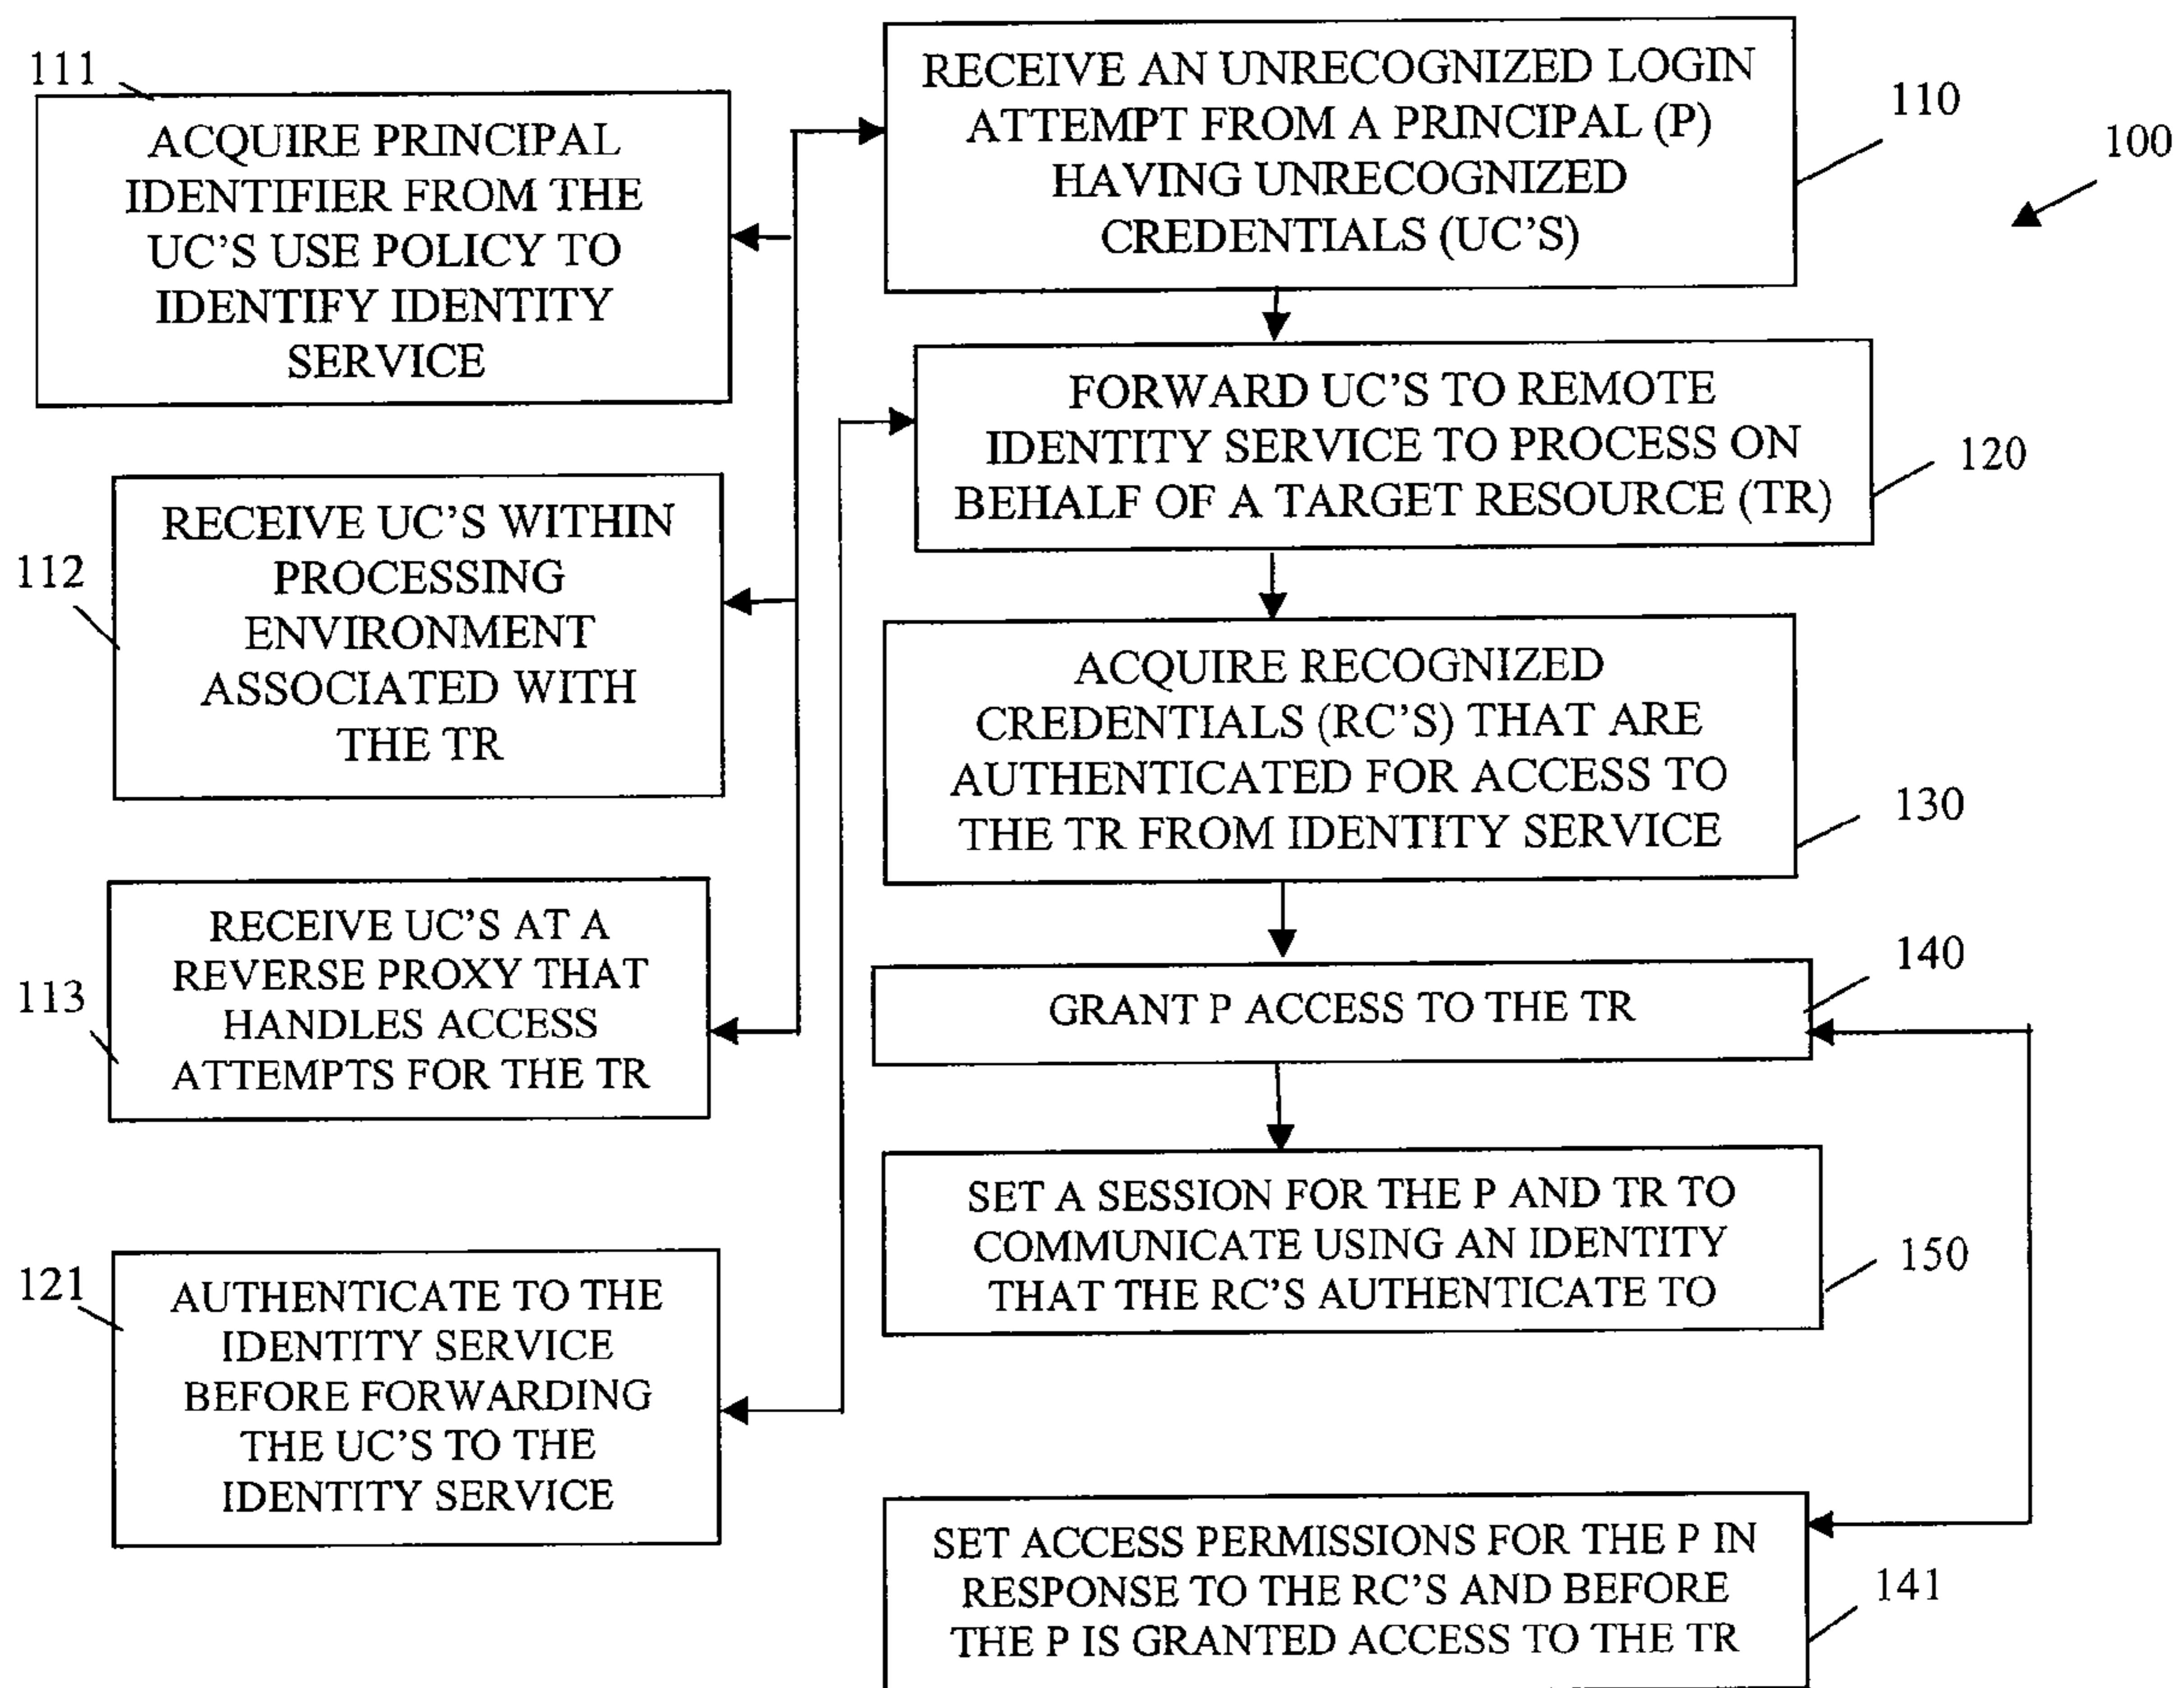 111
ACQUIRE PRINCIPAL
IDENTIFIER FROM THE
UC'S USE POLICY TO
IDENTIFY IDENTITY
SERVICE
112
RECEIVE UC'S WITHIN
PROCESSING
ENVIRONMENT
ASSOCIATED WITH
THE TR
113
RECEIVE UC'S AT A
REVERSE PROXY THAT
HANDLES ACCESS
ATTEMPTS FOR THE TR
121
AUTHENTICATE TO THE
IDENTITY SERVICE
BEFORE FORWARDING
THE UC'S TO THE
IDENTITY SERVICE
RECEIVE AN UNRECOGNIZED LOGIN
ATTEMPT FROM A PRINCIPAL (P)
HAVING UNRECOGNIZED
CREDENTIALS (UC'S)
110
100
FORWARD UC'S TO REMOTE
IDENTITY SERVICE TO PROCESS ON
BEHALF OF A TARGET RESOURCE (TR)
120
ACQUIRE RECOGNIZED
CREDENTIALS (RC'S) THAT ARE
AUTHENTICATED FOR ACCESS TO
THE TR FROM IDENTITY SERVICE
130
GRANT P ACCESS TO THE TR
140
SET A SESSION FOR THE P AND TR TO
COMMUNICATE USING AN IDENTITY
THAT THE RC'S AUTHENTICATE TO
150
SET ACCESS PERMISSIONS FOR THE P IN
RESPONSE TO THE RC'S AND BEFORE
THE P IS GRANTED ACCESS TO THE TR
141